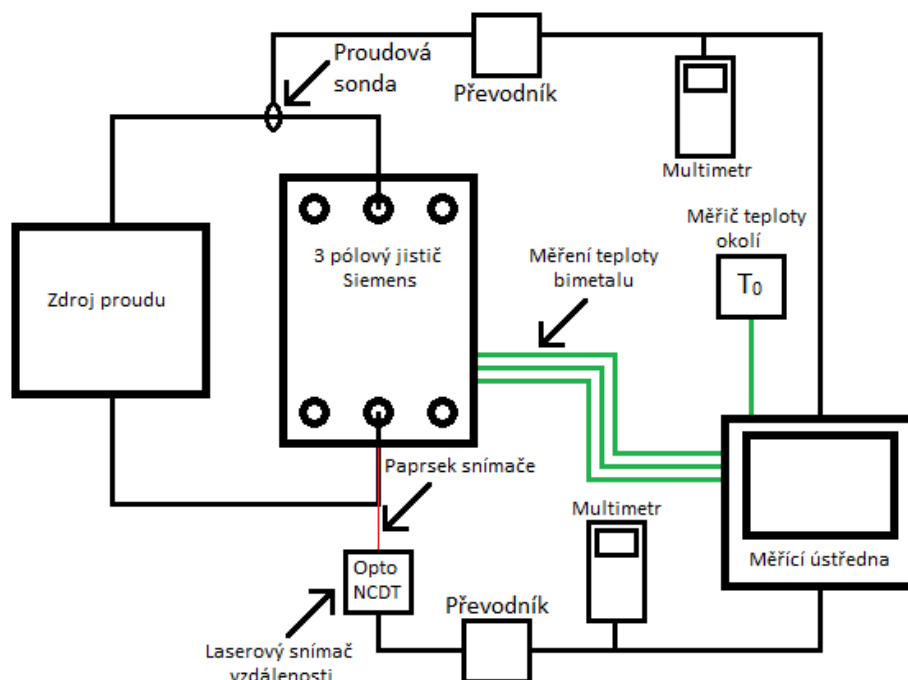 Proudová
sonda
Převodník
Multimetr
Měřič teploty
okolí
T₀
3 pólový jistič
Siemens
Měření teploty
bimetalu
Zdroj proudu
Paprsek snímače
Multimetr
Měřící ústředna
Opto
NCDT
Převodník
Laserový snímač
vzdálenosti